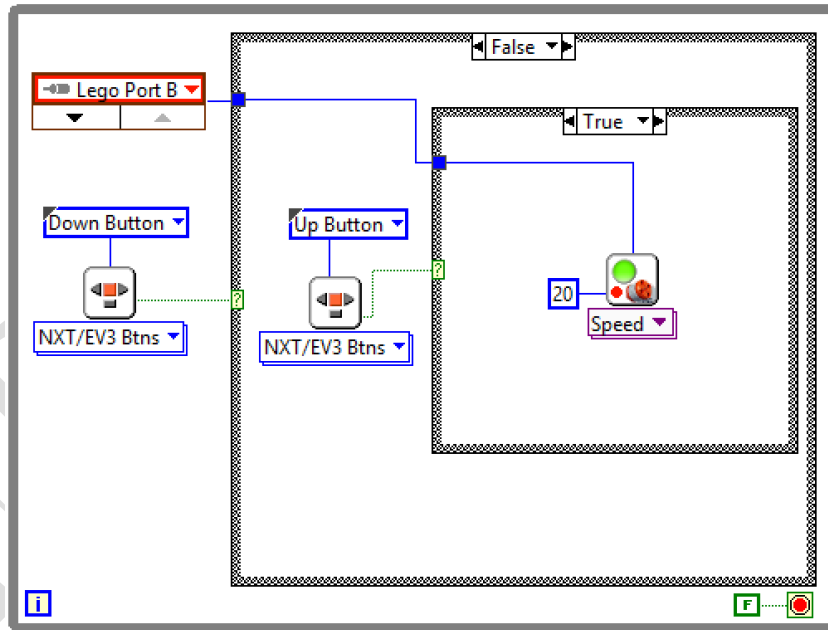 False
Lego Port B
True
Down Button
Up Button
?
?
20
NXT/EV3 Btns
NXT/EV3 Btns
Speed
i
F